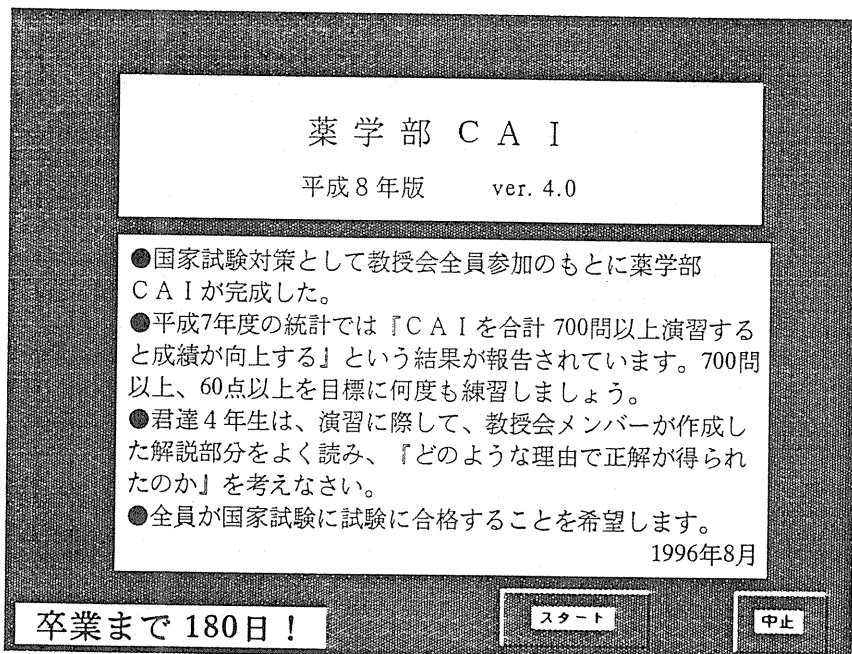 薬学部 CAI
平成8年版 ver. 4.0
●国家試験対策として教授会全員参加のもとに薬学部
CAIが完成した。
●平成7年度の統計では『CAIを合計 700問以上演習する
と成績が向上する』という結果が報告されています。700問
以上、60点以上を目標に何度も練習しましょう。
●君達4年生は、演習に際して、教授会メンバーが作成し
た解説部分をよく読み、『どのような理由で正解が得られ
たのか』を考えなさい。
●全員が国家試験に試験に合格することを希望します。
1996年8月
卒業まで 180日！
スタート
中止